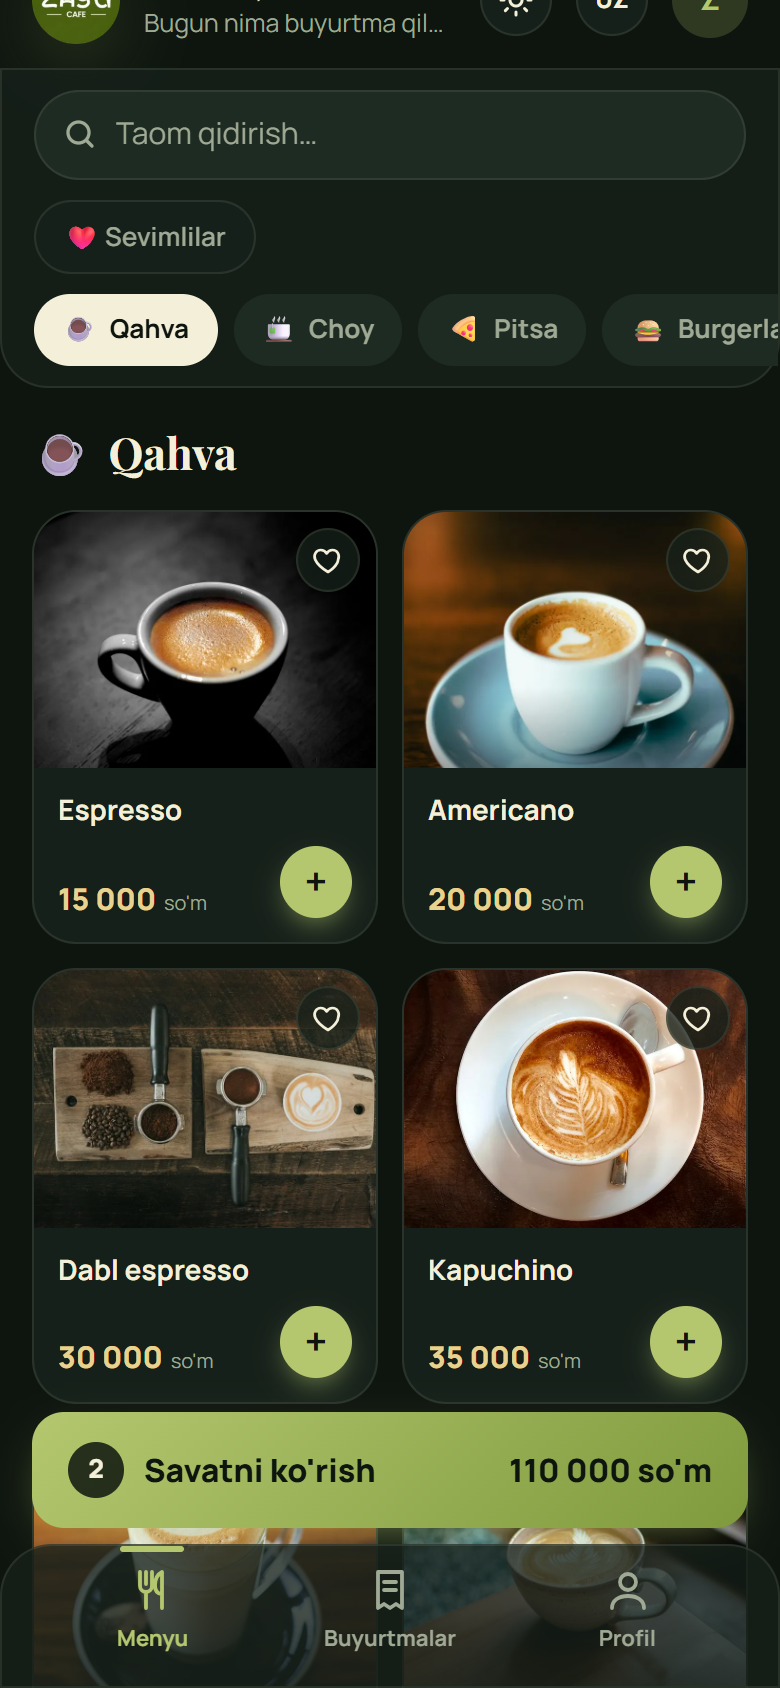 CAFE
Bugun nima buyurtma qil...
Taom qidirish...
Sevimlilar
Qahva
Choy
Pitsa
Qahva
Espresso
15 000 so'm
Americano
20 000 so'm
Dabl espresso
30 000 so'm
Kapuchino
35 000 so'm
2 Savatni ko'rish 110 000 so'm
Menyu
Buyurtmalar
Profil